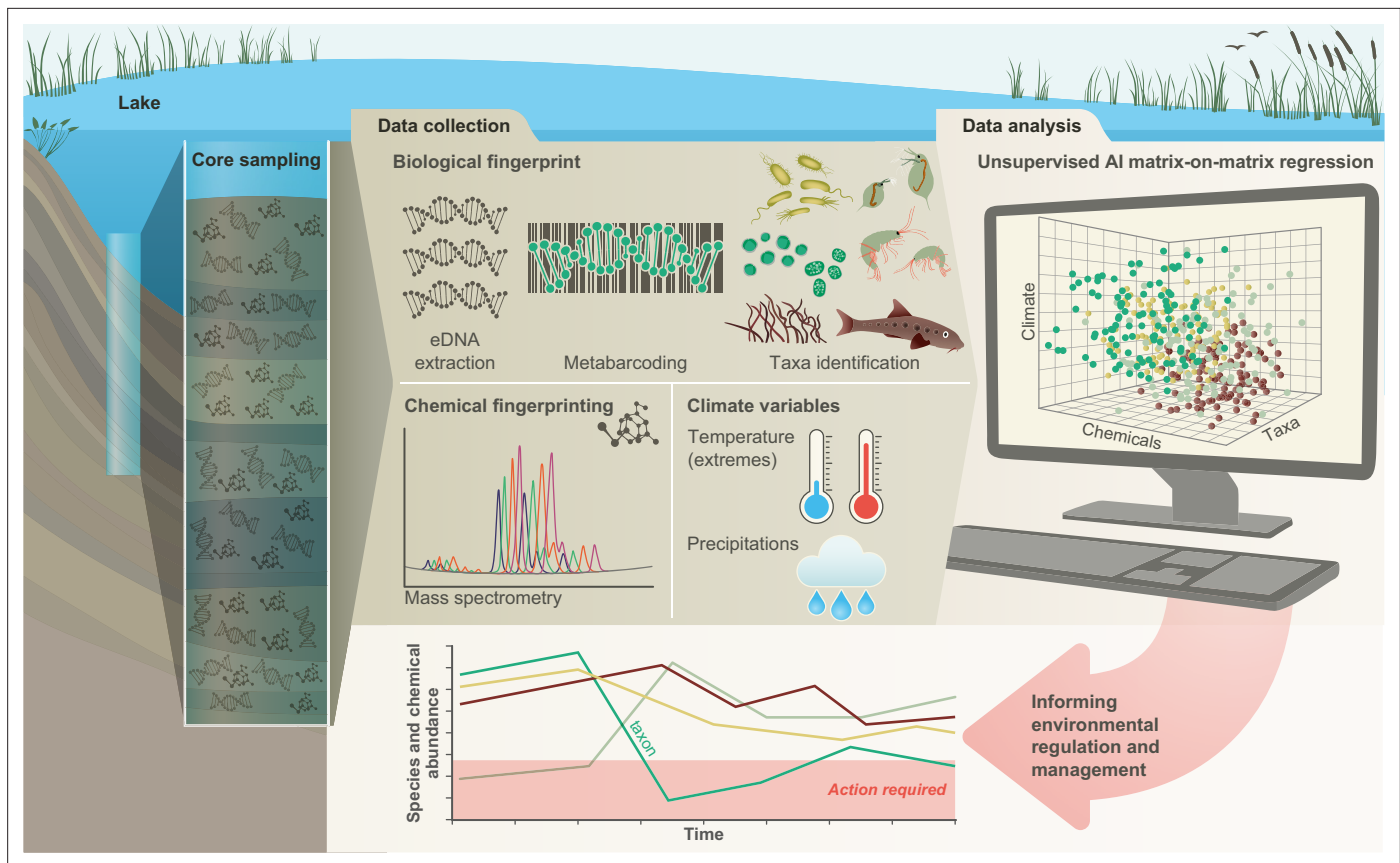 Lake
Core sampling
Data collection
Biological fingerprint
eDNA
extraction
Metabarcoding
Taxa identification
Chemical fingerprinting
Mass spectrometry
Climate variables
Temperature
(extremes)
Precipitations
Data analysis
Unsupervised AI matrix-on-matrix regression
Climate
Chemicals
Taxa
Informing
environmental
regulation and
management
Species and chemical
abundance
taxon
Action required
Time